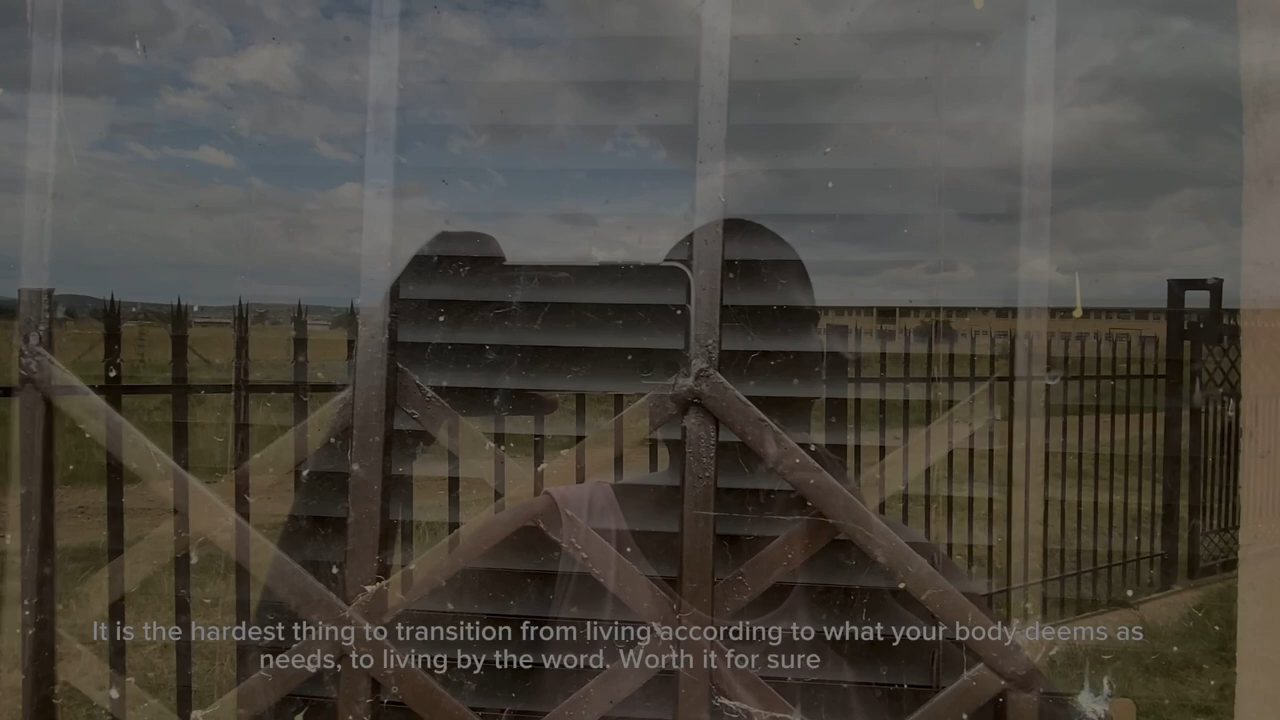 It is the hardest thing to transition from living according to what your body deems as
needs, to living by the word. Worth it for sure